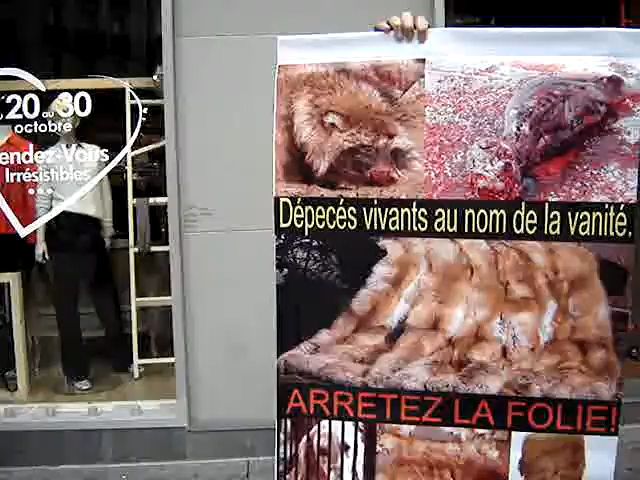 20 au 30
octobre
endez-Vous
Irrésistibles
...
Dépecés vivants au nom de la vanité.
ARRETEZ LA FOLIE!